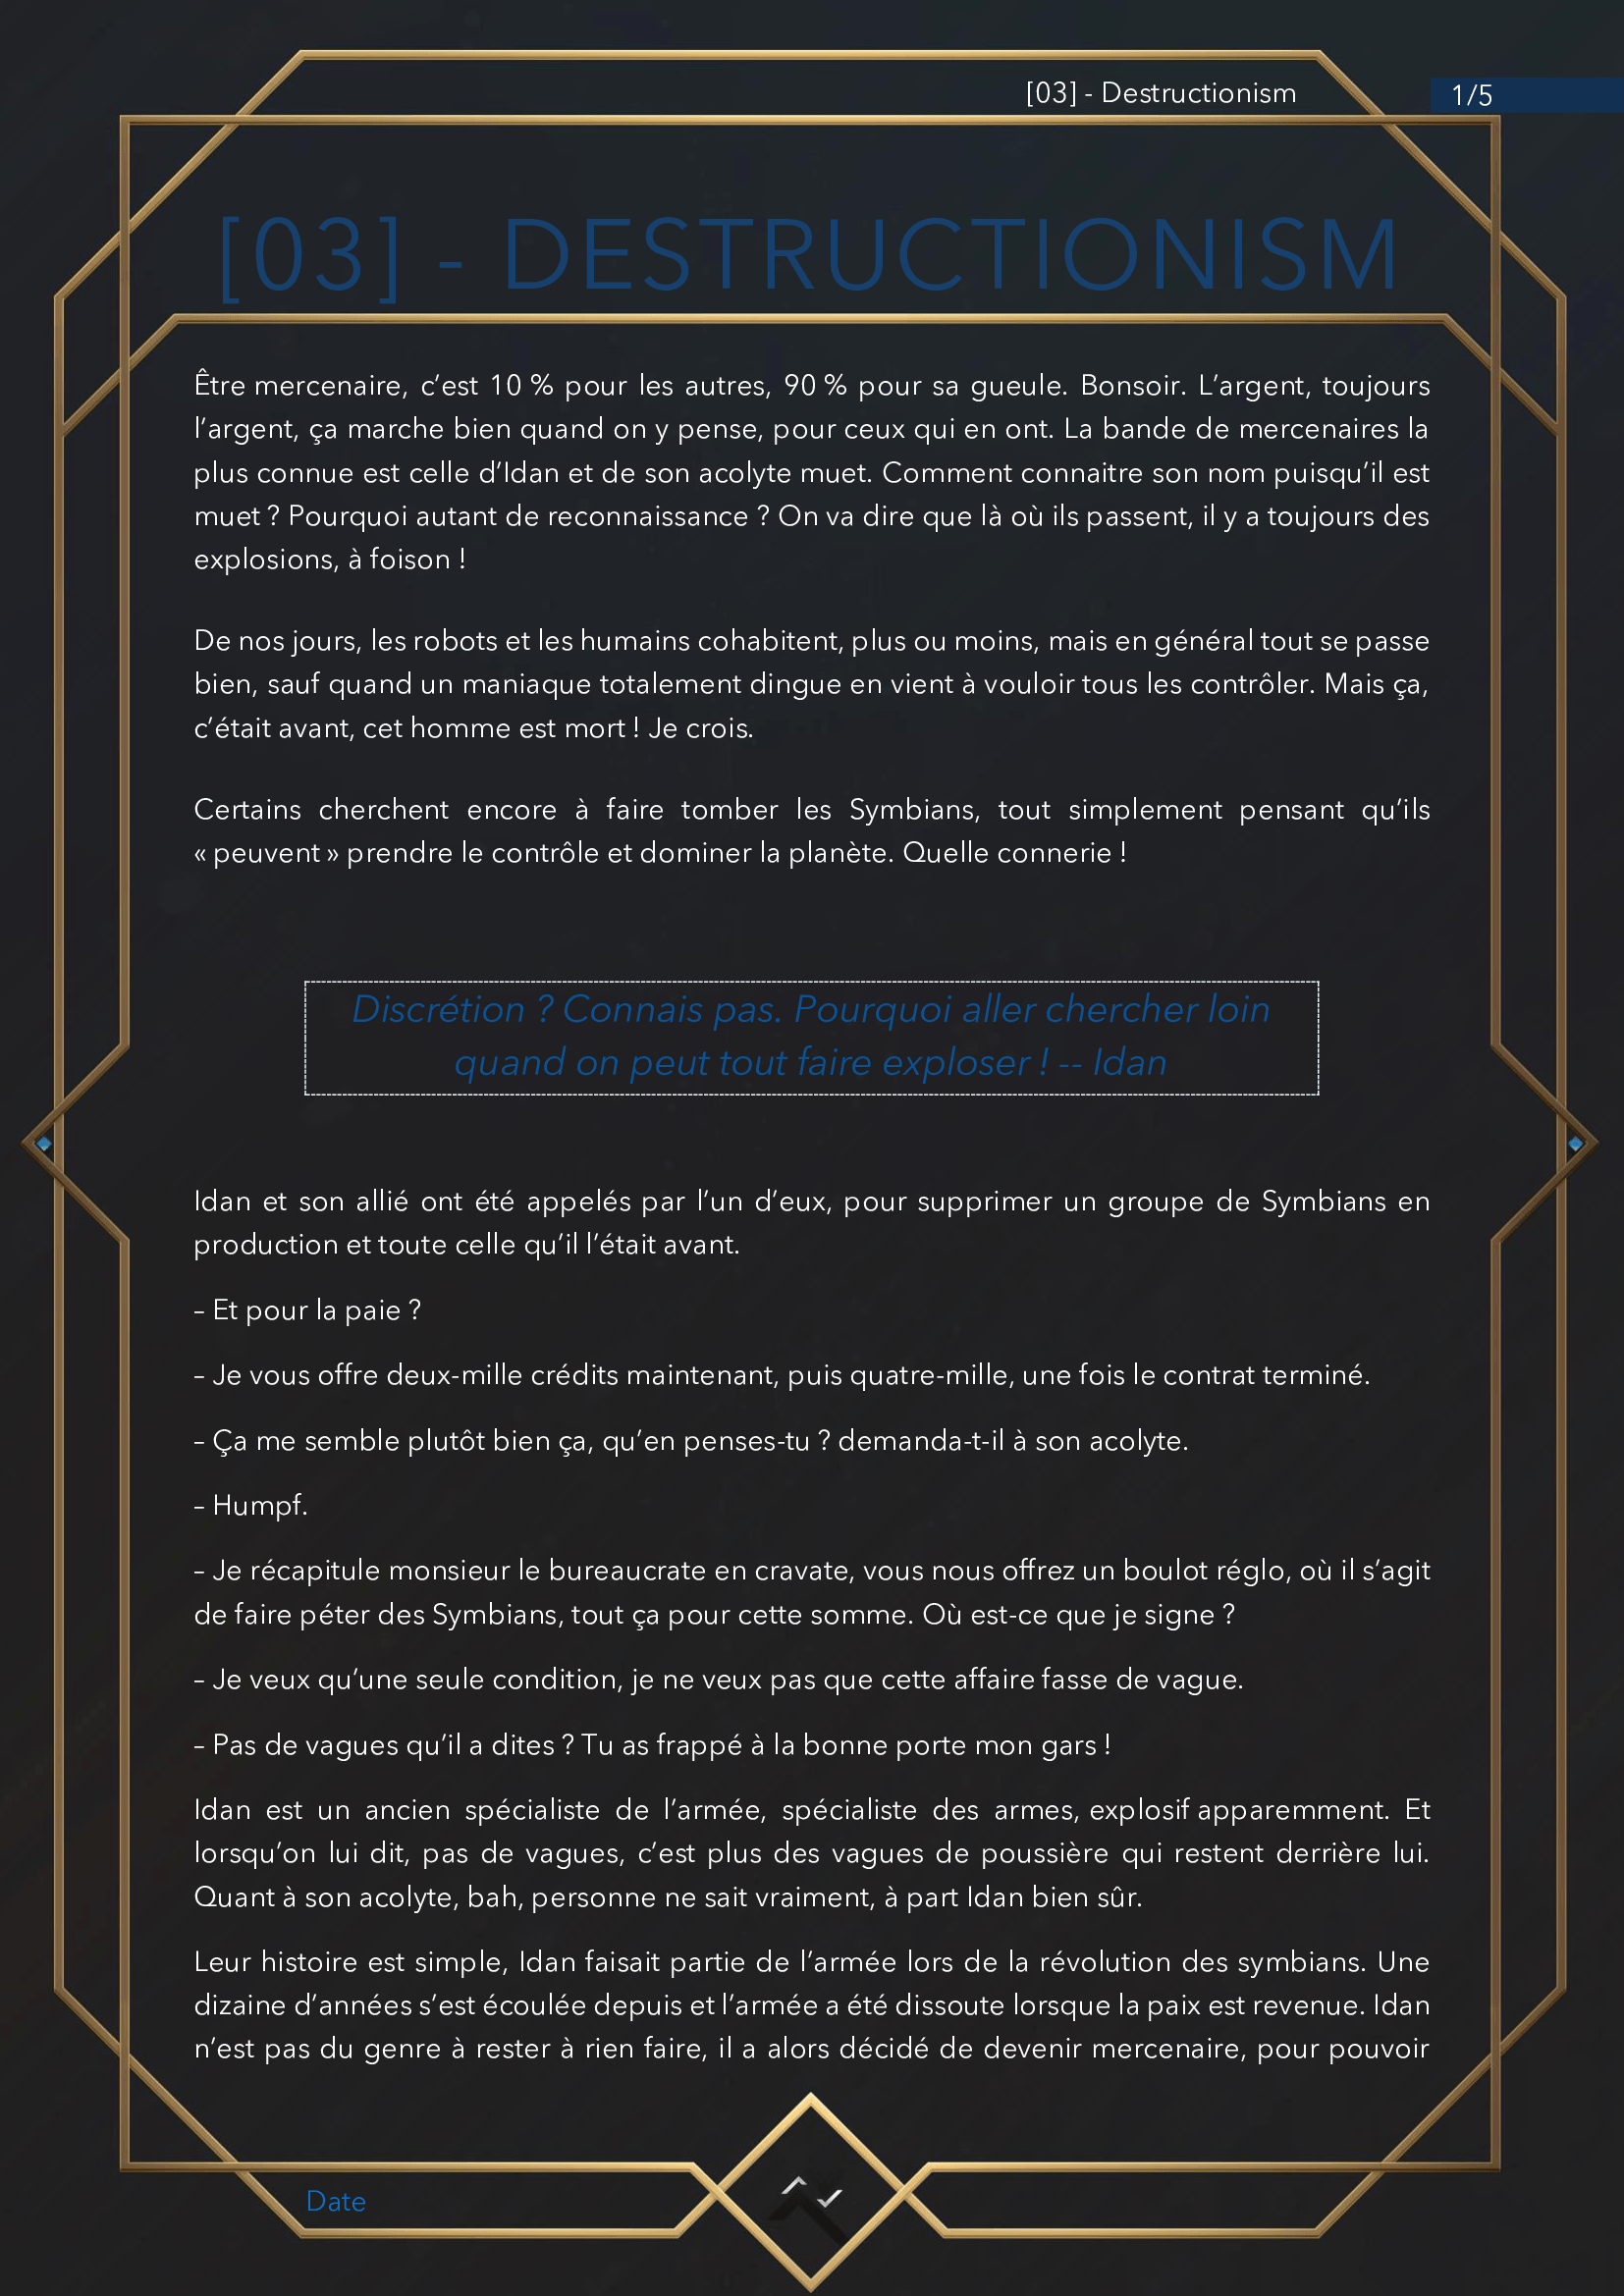 [03] - Destructionism
1/5
[03] - DESTRUCTIONISM
Être mercenaire, c’est 10 % pour les autres, 90 % pour sa gueule. Bonsoir. L’argent, toujours
l’argent, ça marche bien quand on y pense, pour ceux qui en ont. La bande de mercenaires la
plus connue est celle d’Idan et de son acolyte muet. Comment connaitre son nom puisqu’il est
muet ? Pourquoi autant de reconnaissance ? On va dire que là où ils passent, il y a toujours des
explosions, à foison !
De nos jours, les robots et les humains cohabitent, plus ou moins, mais en général tout se passe
bien, sauf quand un maniaque totalement dingue en vient à vouloir tous les contrôler. Mais ça,
c’était avant, cet homme est mort ! Je crois.
Certains cherchent encore à faire tomber les Symbians, tout simplement pensant qu’ils
« peuvent » prendre le contrôle et dominer la planète. Quelle connerie !
Discrétion ? Connais pas. Pourquoi aller chercher loin
quand on peut tout faire exploser ! -- Idan
Idan et son allié ont été appelés par l’un d’eux, pour supprimer un groupe de Symbians en
production et toute celle qu’il l’était avant.
– Et pour la paie ?
– Je vous offre deux-mille crédits maintenant, puis quatre-mille, une fois le contrat terminé.
– Ça me semble plutôt bien ça, qu’en penses-tu ? demanda-t-il à son acolyte.
– Humpf.
– Je récapitule monsieur le bureaucrate en cravate, vous nous offrez un boulot réglo, où il s’agit
de faire péter des Symbians, tout ça pour cette somme. Où est-ce que je signe ?
– Je veux qu’une seule condition, je ne veux pas que cette affaire fasse de vague.
– Pas de vagues qu’il a dites ? Tu as frappé à la bonne porte mon gars !
Idan est un ancien spécialiste de l’armée, spécialiste des armes, explosif apparemment. Et
lorsqu’on lui dit, pas de vagues, c’est plus des vagues de poussière qui restent derrière lui.
Quant à son acolyte, bah, personne ne sait vraiment, à part Idan bien sûr.
Leur histoire est simple, Idan faisait partie de l’armée lors de la révolution des symbians. Une
dizaine d’années s’est écoulée depuis et l’armée a été dissoute lorsque la paix est revenue. Idan
n’est pas du genre à rester à rien faire, il a alors décidé de devenir mercenaire, pour pouvoir
Date